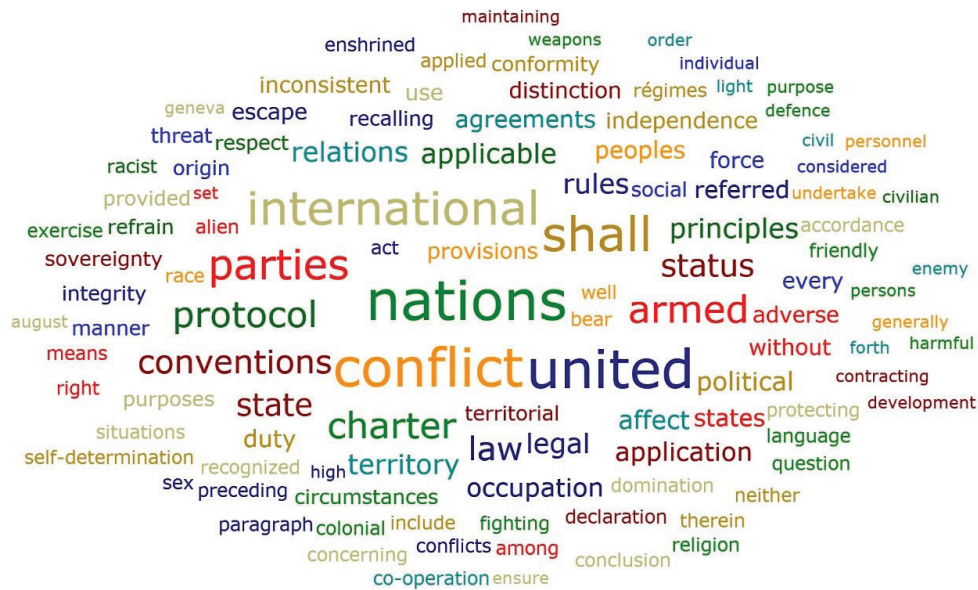 maintaining
enshrined weapons order
applied conformity individual
inconsistent use distinction régimes light purpose
geneva escape recalling agreements independence defence
threat respect relations applicable peoples force civil personnel
racist origin rules social referred considered
provided set international shall undertake civilian
exercise refrain alien principles accordance
sovereignty race parties act provisions status friendly
integrity nations well every enemy
august manner protocol bear armed adverse persons generally
means conventions conflict united without forth harmful
right political contracting
purposes state territorial affect states protecting development
situations duty charter law legal application language
self-determination recognized high territory question
sex preceding circumstances occupation domination neither
paragraph colonial include fighting declaration therein
concerning conflicts among conclusion religion
co-operation ensure